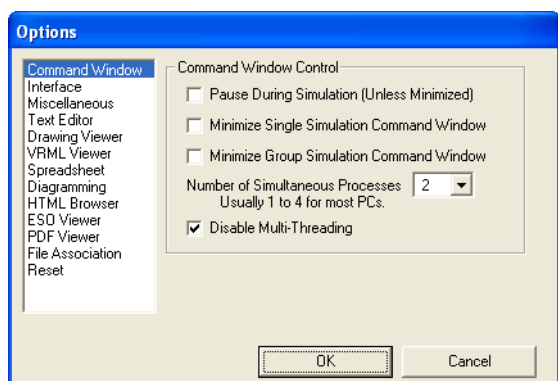 Options
Command Window
Interface
Miscellaneous
Text Editor
Drawing Viewer
VRML Viewer
Spreadsheet
Diagramming
HTML Browser
ESO Viewer
PDF Viewer
File Association
Reset
Command Window Control
Pause During Simulation (Unless Minimized)
Minimize Single Simulation Command Window
Minimize Group Simulation Command Window
Number of Simultaneous Processes 2
Usually 1 to 4 for most PCs.
Disable Multi-Threading
OK Cancel